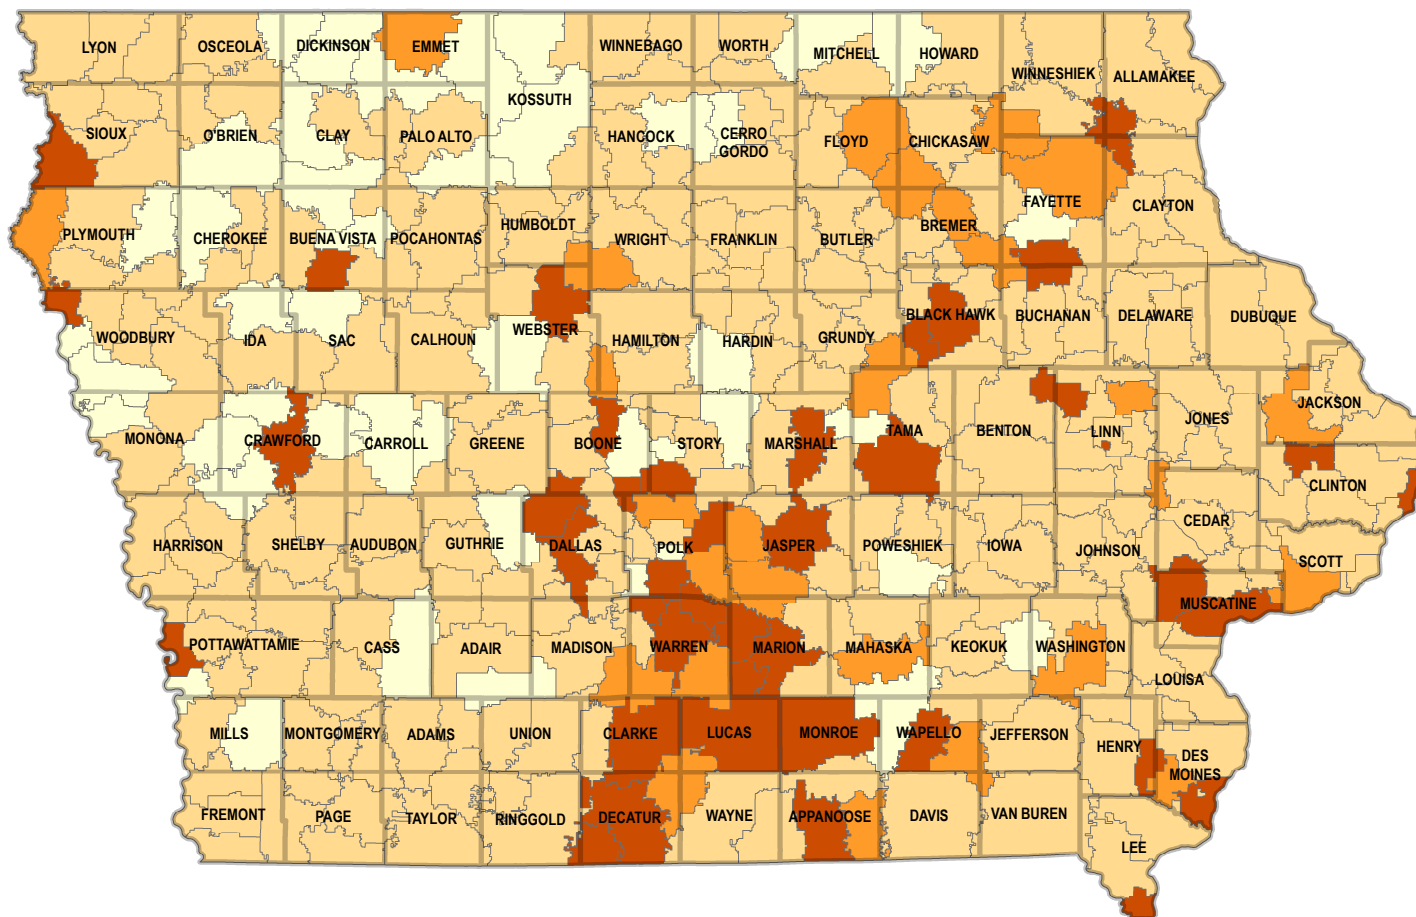 LYON
OSCEOLA
DICKINSON
EMMET
WINNEBAGO
WORTH
MITCHELL
HOWARD
WINNESHIEK
ALLAMAKEE
KOSSUTH
SIOUX
O'BRIEN
CLAY
PALO ALTO
HANCOCK
CERRO
GORDO
FLOYD
CHICKASAW
FAYETTE
CLAYTON
PLYMOUTH
CHEROKEE
BUENA VISTA
POCAHONTAS
HUMBOLDT
WRIGHT
FRANKLIN
BUTLER
BREMER
WOODBURY
IDA
SAC
CALHOUN
WEBSTER
HAMILTON
HARDIN
GRUNDY
BLACK HAWK
BUCHANAN
DELAWARE
DUBUQUE
MONONA
CRAWFORD
CARROLL
GREENE
BOONE
STORY
MARSHALL
TAMA
BENTON
LINN
JONES
JACKSON
CLINTON
HARRISON
SHELBY
AUDUBON
GUTHRIE
DALLAS
POLK
JASPER
POWESHIEK
IOWA
JOHNSON
CEDAR
SCOTT
MUSCATINE
POTTAWATTAMIE
CASS
ADAIR
MADISON
WARREN
MARION
MAHASKA
KEOKUK
WASHINGTON
LOUISA
MILLS
MONTGOMERY
ADAMS
UNION
CLARKE
LUCAS
MONROE
WAPELLO
JEFFERSON
HENRY
DES
MOINES
FREMONT
PAGE
TAYLOR
RINGGOLD
DECATUR
WAYNE
APPANOOSE
DAVIS
VAN BUREN
LEE